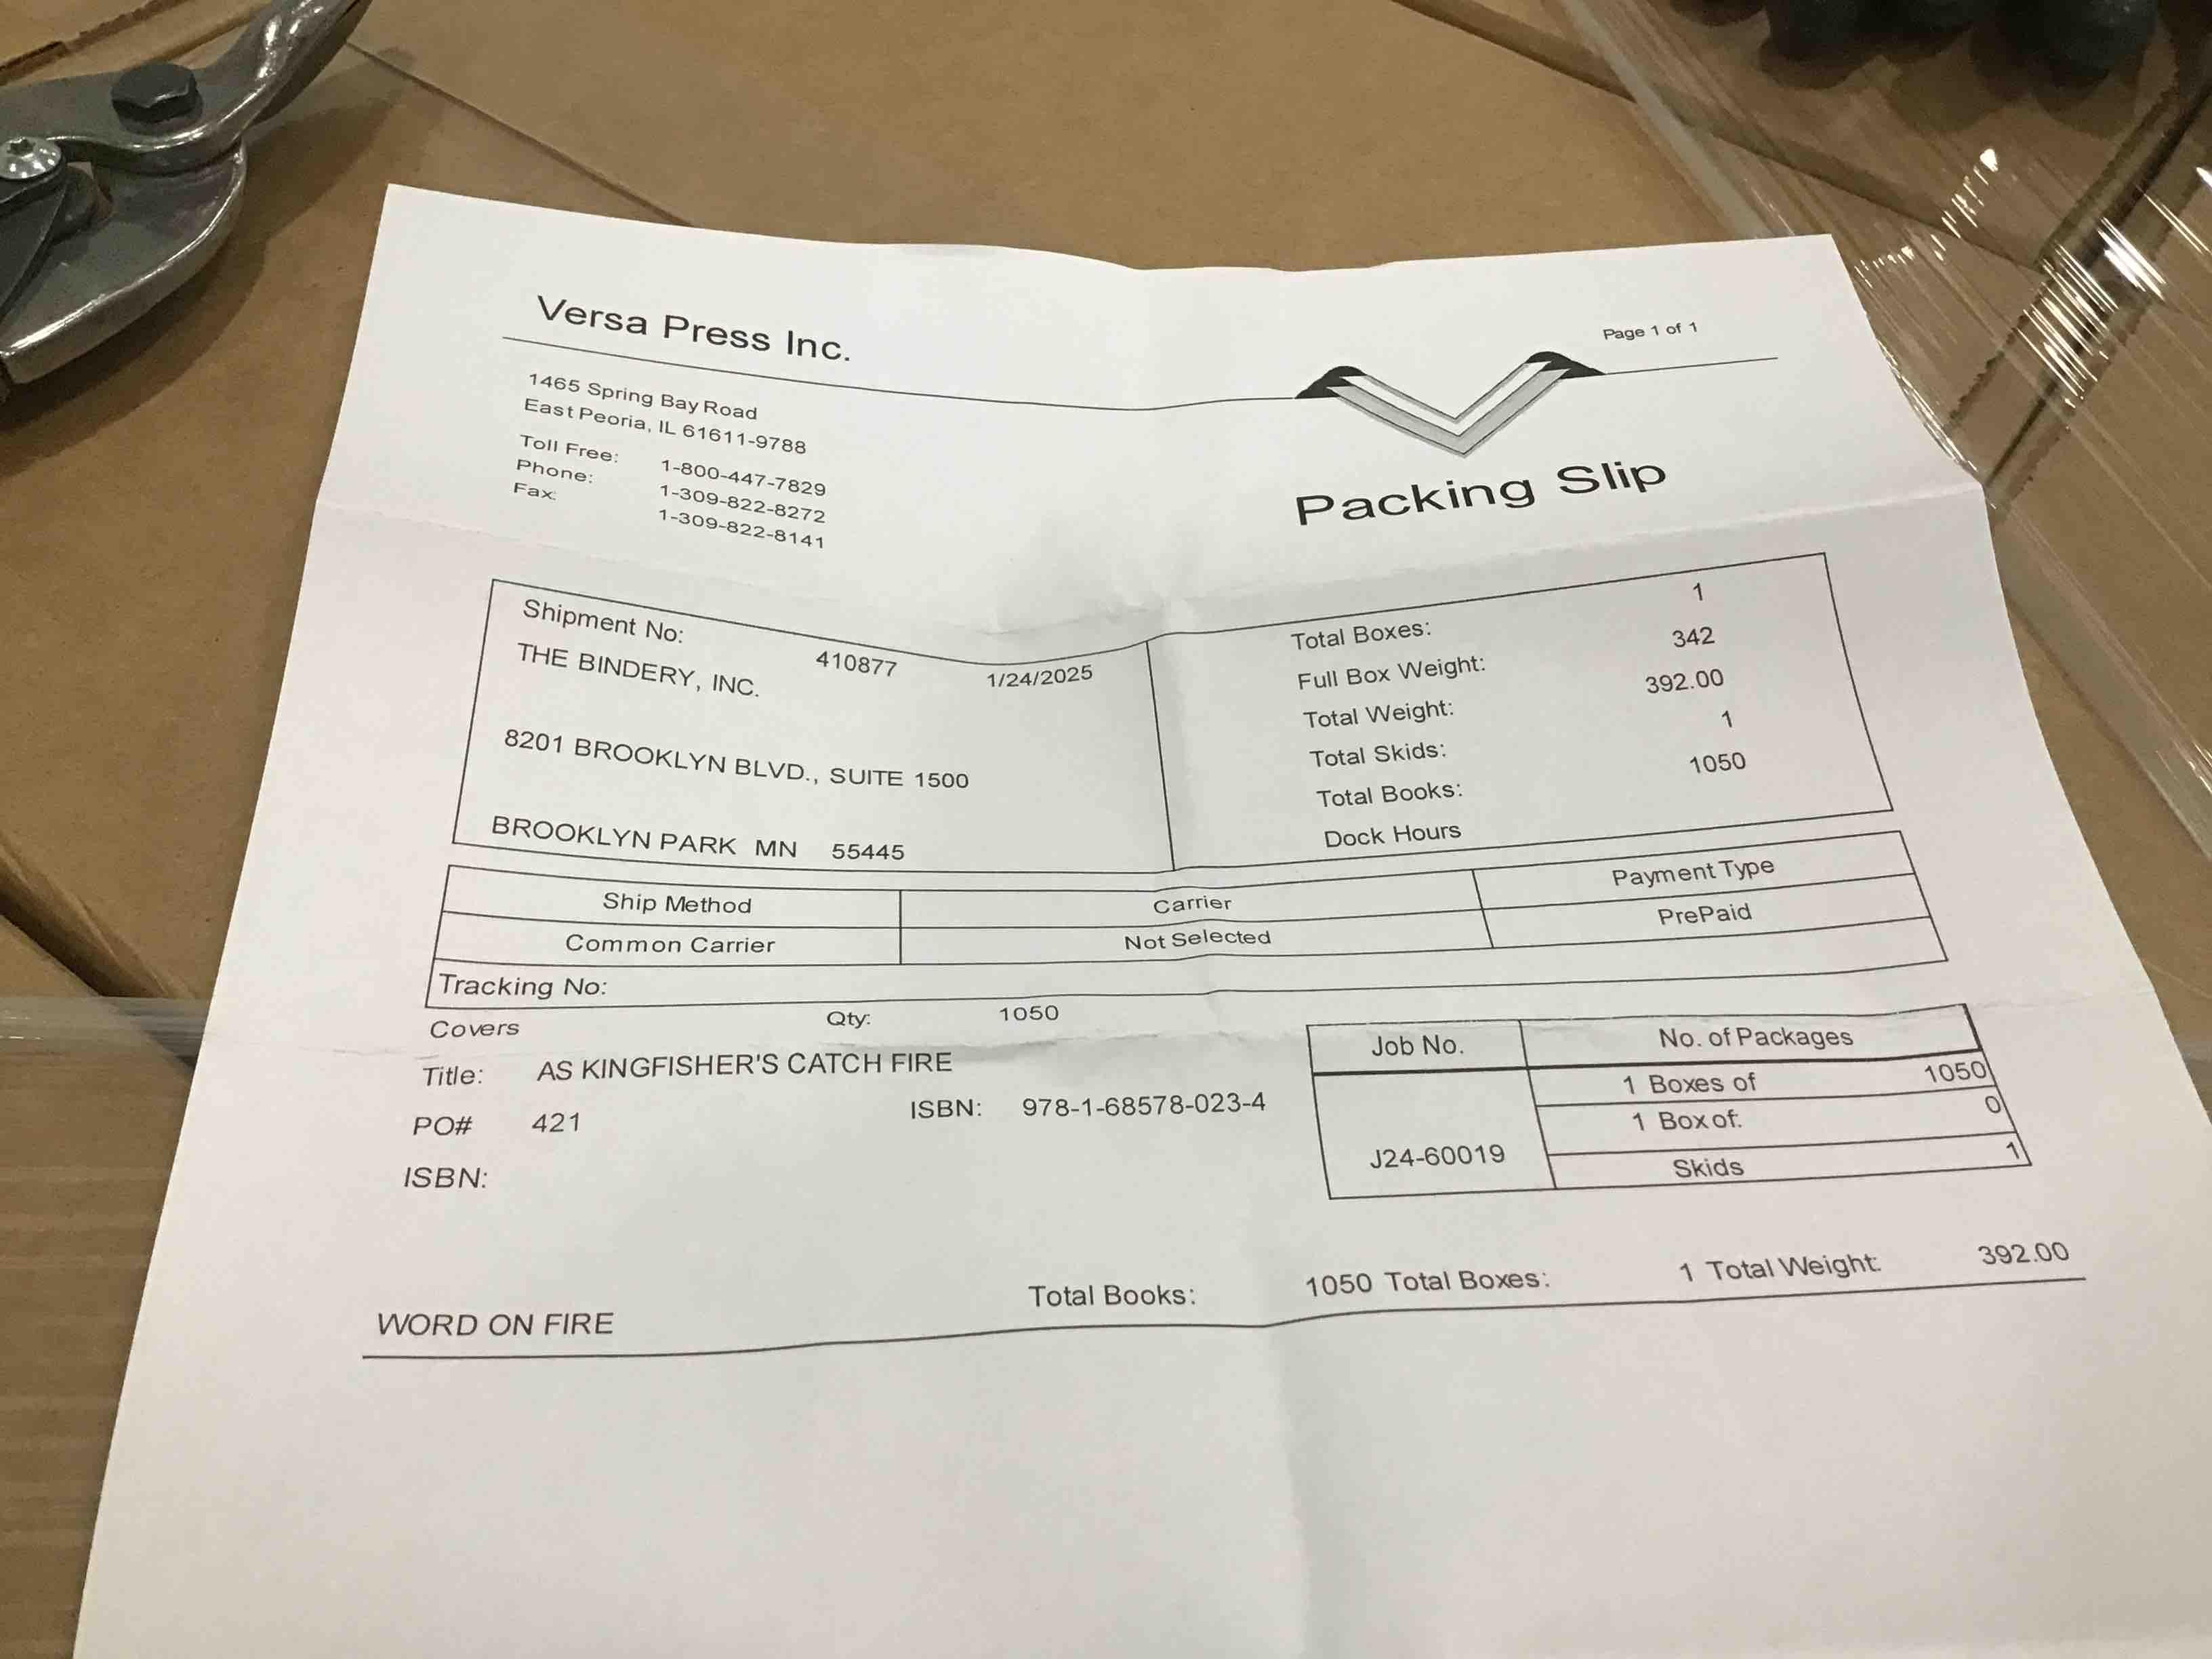 Versa Press Inc.
Page 1 of 1
1465 Spring Bay Road
East Peoria, IL 61611-9788
Toll Free: 1-800-447-7829
Phone: 1-309-822-8272
Fax: 1-309-822-8141
Packing Slip
Shipment No: 410877 1/24/2025
THE BINDERY, INC.
8201 BROOKLYN BLVD., SUITE 1500
BROOKLYN PARK MN 55445
Total Boxes: 1
Full Box Weight: 342
Total Weight: 392.00
Total Skids: 1
Total Books: 1050
Dock Hours
Ship Method Carrier Payment Type
Common Carrier Not Selected PrePaid
Tracking No:
Covers Qty: 1050
Title: AS KINGFISHER'S CATCH FIRE
PO# 421 ISBN: 978-1-68578-023-4
ISBN:
Job No. No. of Packages
1 Boxes of 1050
1 Box of: 0
J24-60019 Skids 1
WORD ON FIRE Total Books: 1050 Total Boxes: 1 Total Weight: 392.00